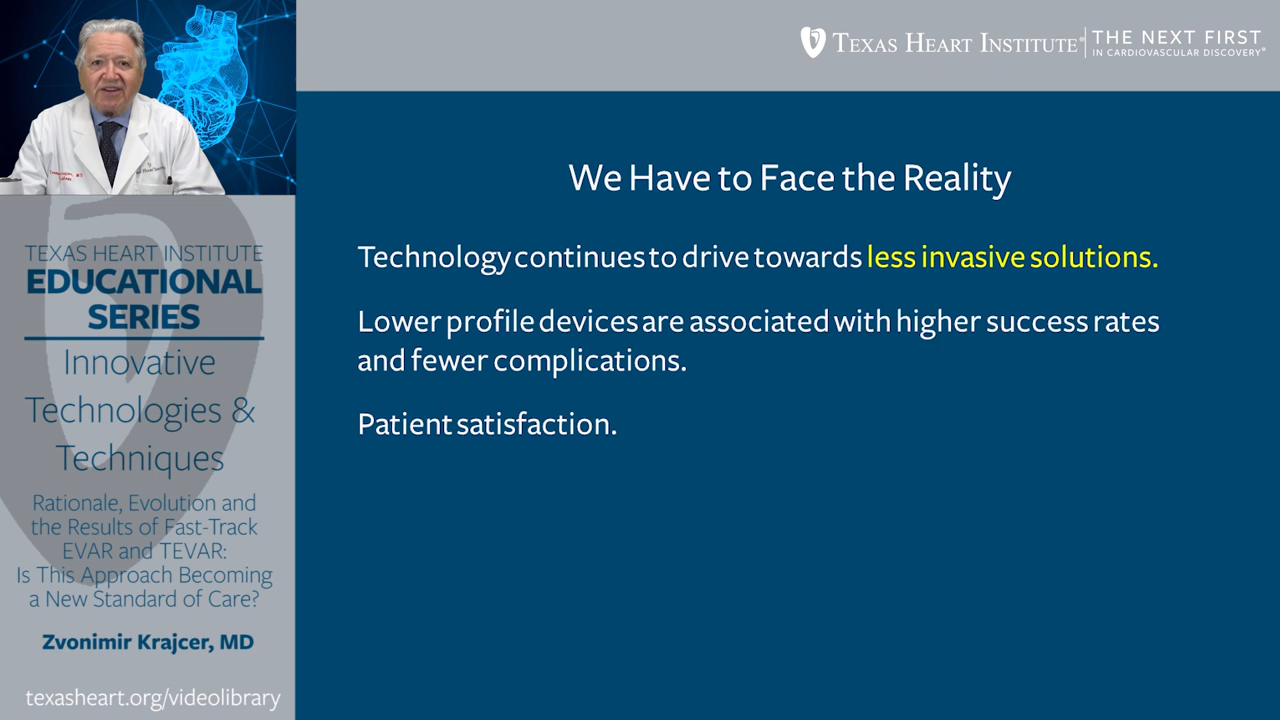 TEXAS HEART INSTITUTE® THE NEXT FIRST
IN CARDIOVASCULAR DISCOVERY®
TEXAS HEART INSTITUTE
EDUCATIONAL
SERIES
Innovative
Technologies &
Techniques
Rationale, Evolution and
the Results of Fast-Track
EVAR and TEVAR:
Is This Approach Becoming
a New Standard of Care?
Zvonimir Krajcer, MD
texasheart.org/videolibrary
We Have to Face the Reality
Technology continues to drive towards less invasive solutions.
Lower profile devices are associated with higher success rates
and fewer complications.
Patient satisfaction.